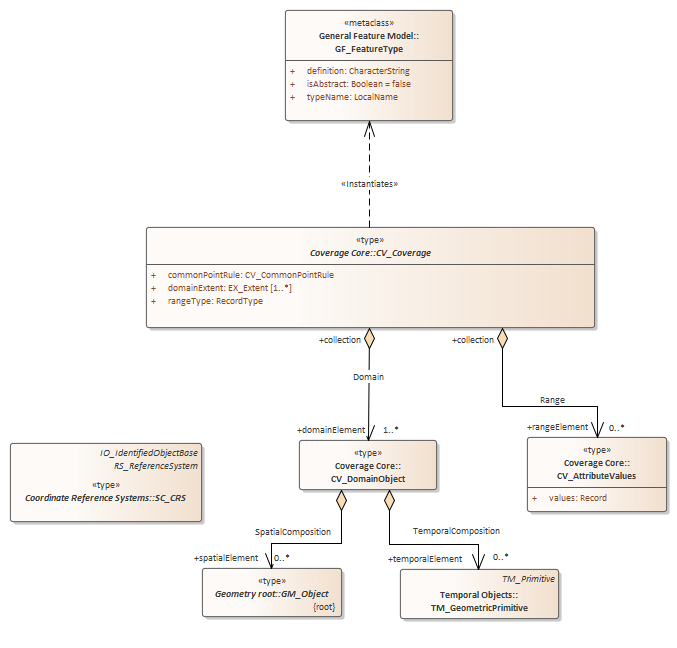 «metaclass»
General Feature Model::
GF_FeatureType
+ definition: CharacterString
+ isAbstract: Boolean = false
+ typeName: LocalName
«Instantiates»
«type»
Coverage Core::CV_Coverage
+ commonPointRule: CV_CommonPointRule
+ domainExtent: EX_Extent [1..*]
+ rangeType: RecordType
+collection
+collection
Domain
Range
+domainElement 1..*
+rangeElement 0..*
IO_IdentifiedObjectBase
RS_ReferenceSystem
«type»
Coordinate Reference Systems::SC_CRS
«type»
Coverage Core::
CV_DomainObject
«type»
Coverage Core::
CV_AttributeValues
+ values: Record
SpatialComposition
TemporalComposition
+spatialElement 0..*
+temporalElement 0..*
«type»
Geometry root::GM_Object
{root}
TM_Primitive
Temporal Objects::
TM_GeometricPrimitive